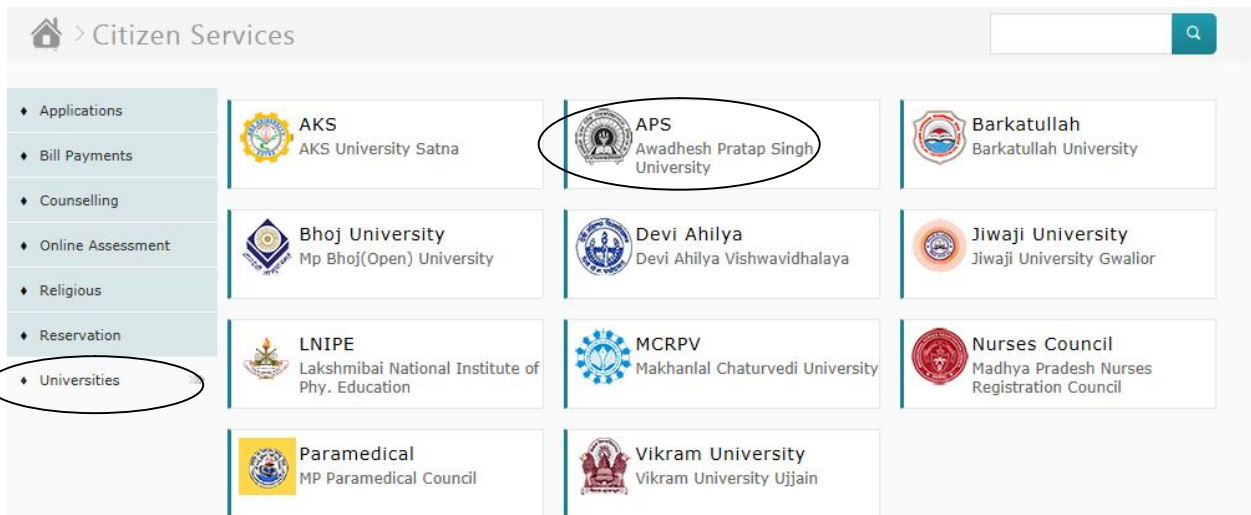 > Citizen Services
Applications
Bill Payments
Counselling
Online Assessment
Religious
Reservation
Universities
AKS
AKS University Satna
APS
Awadhesh Pratap Singh
University
Barkatullah
Barkatullah University
Bhoj University
Mp Bhoj(Open) University
Devi Ahilya
Devi Ahilya Vishwavidhalaya
Jiwaji University
Jiwaji University Gwalior
LNIPE
Lakshmibai National Institute of
Phy. Education
MCRPV
Makhanlal Chaturvedi University
Nurses Council
Madhya Pradesh Nurses
Registration Council
Paramedical
MP Paramedical Council
Vikram University
Vikram University Ujjain